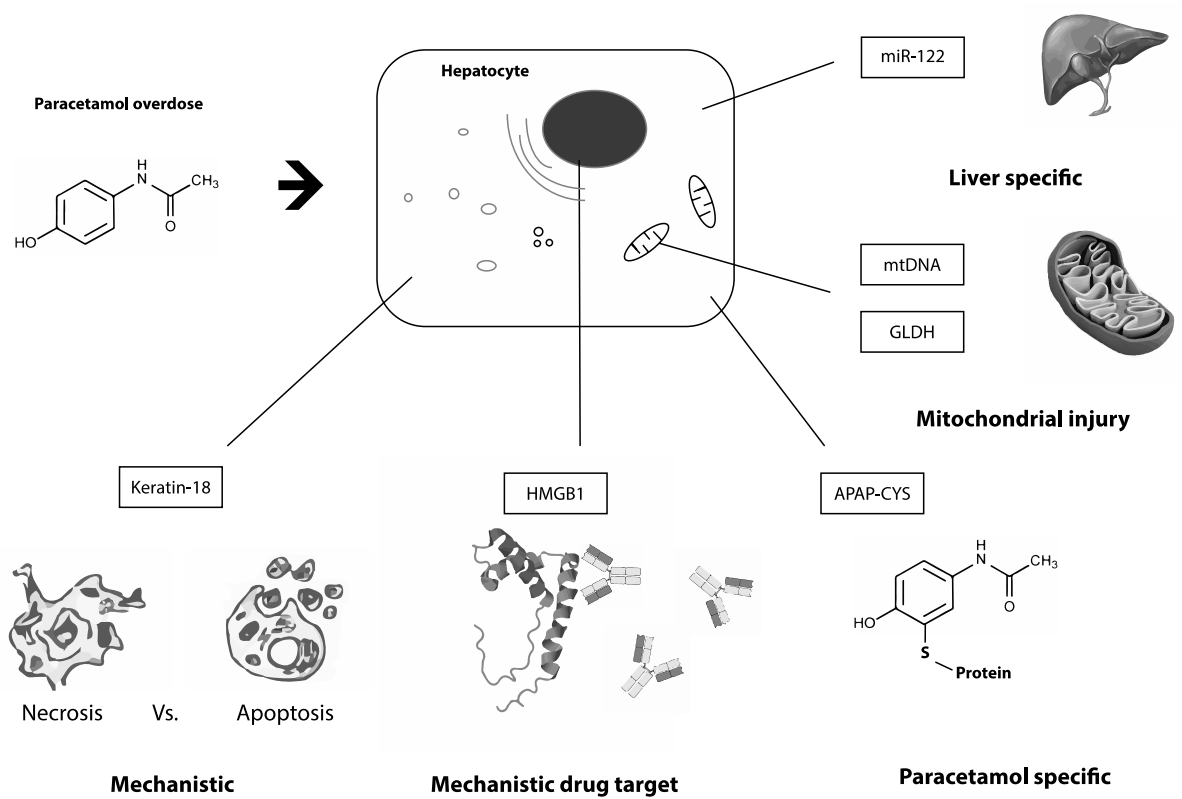 Hepatocyte
miR-122
Paracetamol overdose
H
N
CH3
O
HO
Liver specific
mtDNA
GLDH
Mitochondrial injury
Keratin-18
HMGB1
APAP-CYS
H
N
CH3
O
HO
S
Protein
Necrosis Vs. Apoptosis
Mechanistic
Mechanistic drug target
Paracetamol specific